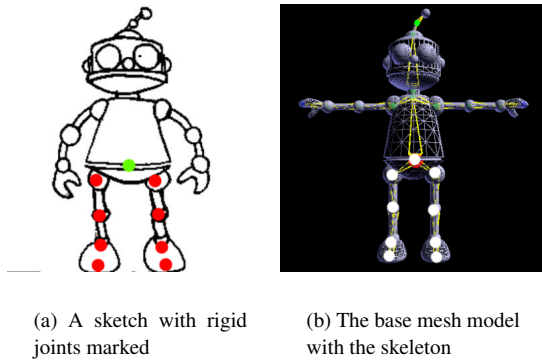 (a) A sketch with rigid
joints marked
(b) The base mesh model
with the skeleton